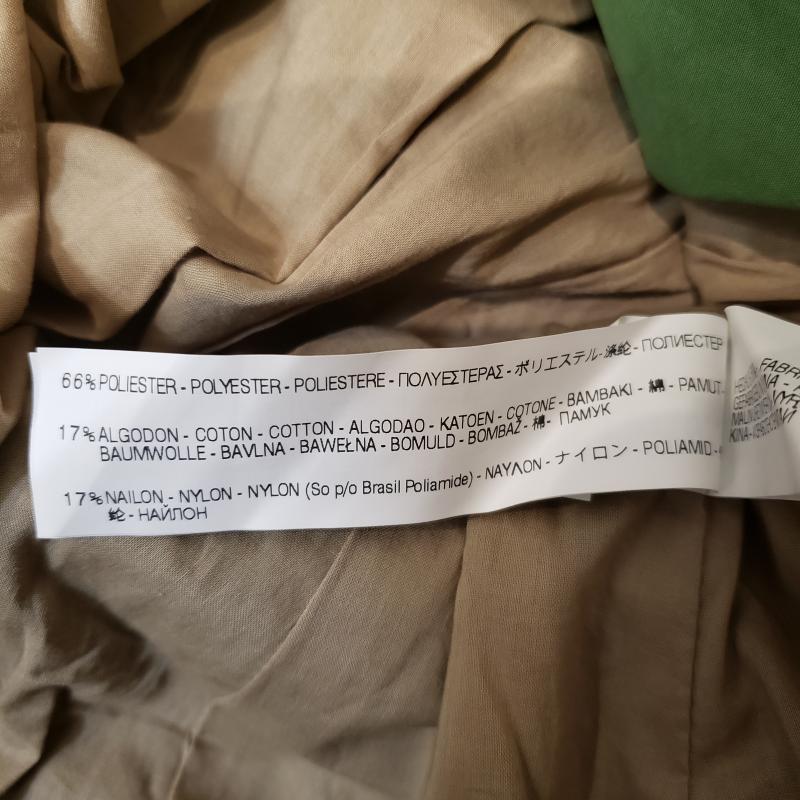 66% POLIESTER - POLYESTER - POLIESTERE - ΠΟΛΥΕΣΤΕΡΑΣ - ポリエステル - 涤纶 - ПОЛИЕСТЕР
17% ALGODON - COTON - COTTON - ALGODAO - KATOEN - COTONE - BAMBAKI - 綿 - PAMUT -
BAUMWOLLE - BAVLNA - BAWEŁNA - BOMULD - BOMBAŽ - 棉 - ПАМУК
17% NAILON - NYLON - NYLON (So p/o Brasil Poliamide) - ΝΑΥΛΟΝ - ナイロン - POLIAMID -
纶 - НАЙЛОН